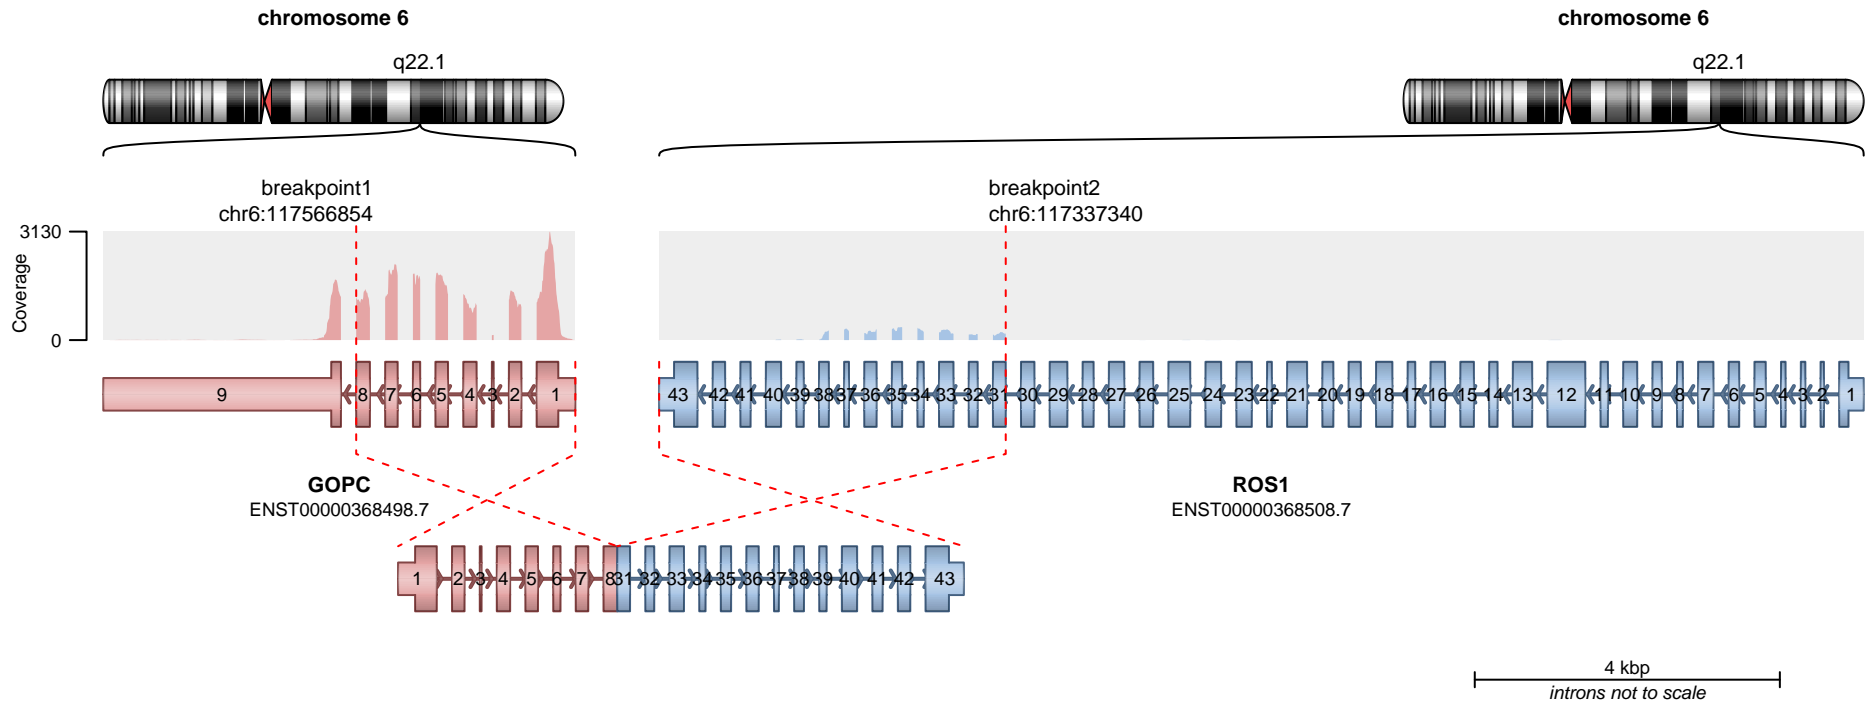 chromosome 6
chromosome 6
q22.1
q22.1
breakpoint1
chr6:117566854
breakpoint2
chr6:117337340
3130
Coverage
0
9 8 7 6 5 4 3 2 1
43 42 41 40 39 38 37 36 35 34 33 32 31 30 29 28 27 26 25 24 23 22 21 20 19 18 17 16 15 14 13 12 11 10 9 8 7 6 5 4 3 2 1
GOPC
ENST00000368498.7
ROS1
ENST00000368508.7
1 2 3 4 5 6 7 8 31 32 33 34 35 36 37 38 39 40 41 42 43
4 kbp
introns not to scale